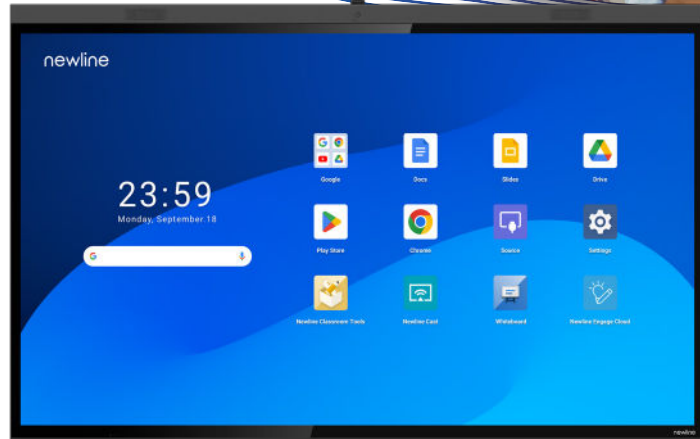 newline
23:59
Monday, September 18
Google
Docs
Slides
Drive
Play Store
Chrome
Source
Settings
Newline Classroom Tools
Newline Cast
Whiteboard
Newline Engage Cloud
newline